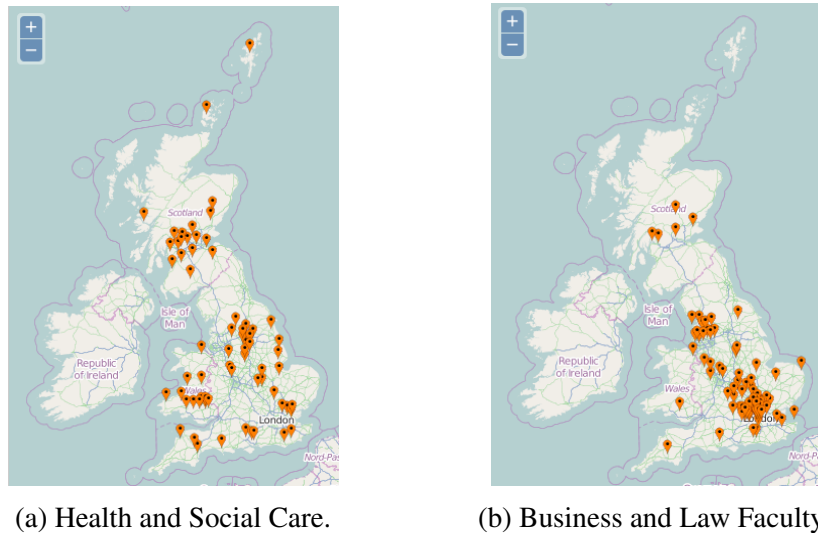 +
−
Scotland
Isle of
Man
Republic
of Ireland
Wales
London
Nord-Pas
(a) Health and Social Care.
+
−
Scotland
Isle of
Man
Republic
of Ireland
Wales
London
Nord-Pas
(b) Business and Law Faculty